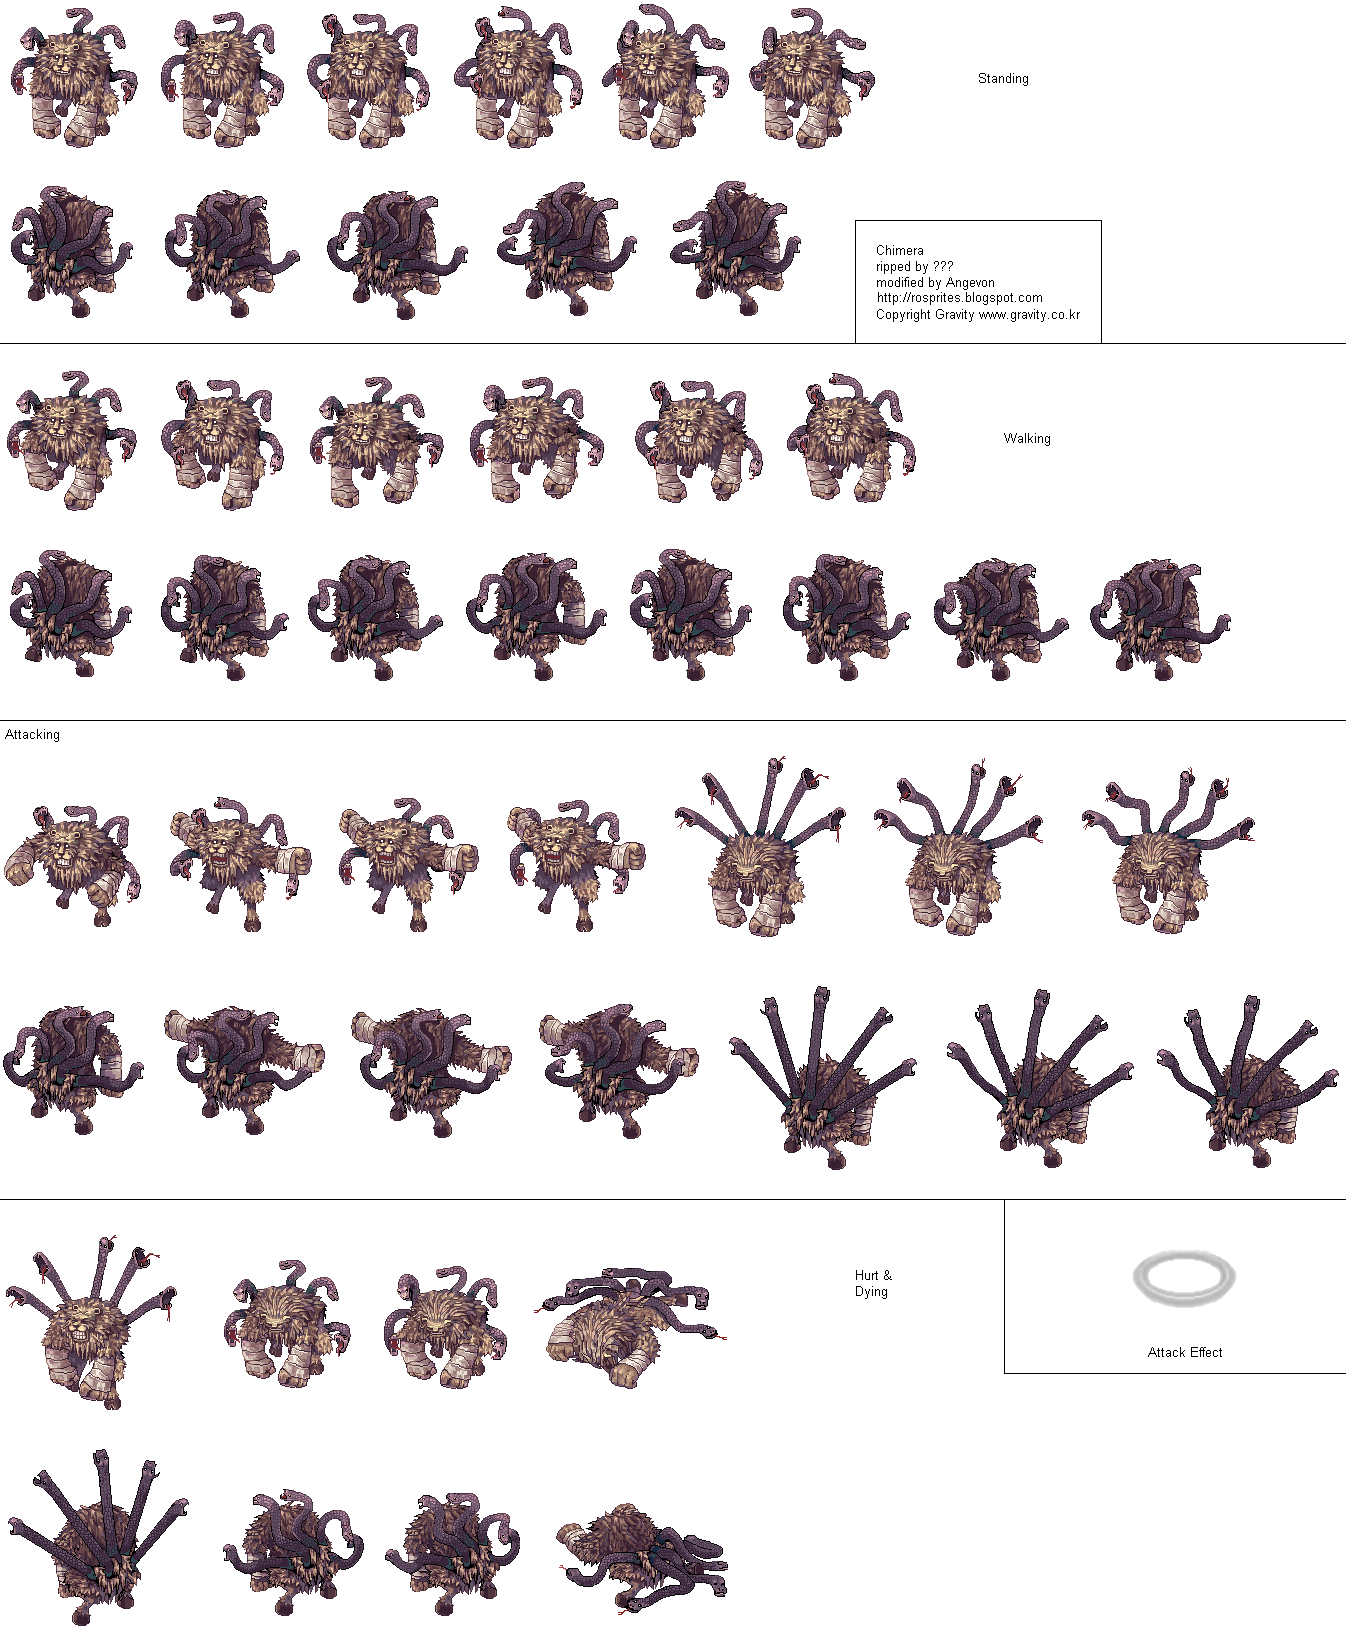 Standing
Chimera
ripped by ???
modified by Angevon
http://rosprites.blogspot.com
Copyright Gravity www.gravity.co.kr
Walking
Attacking
Hurt &
Dying
Attack Effect